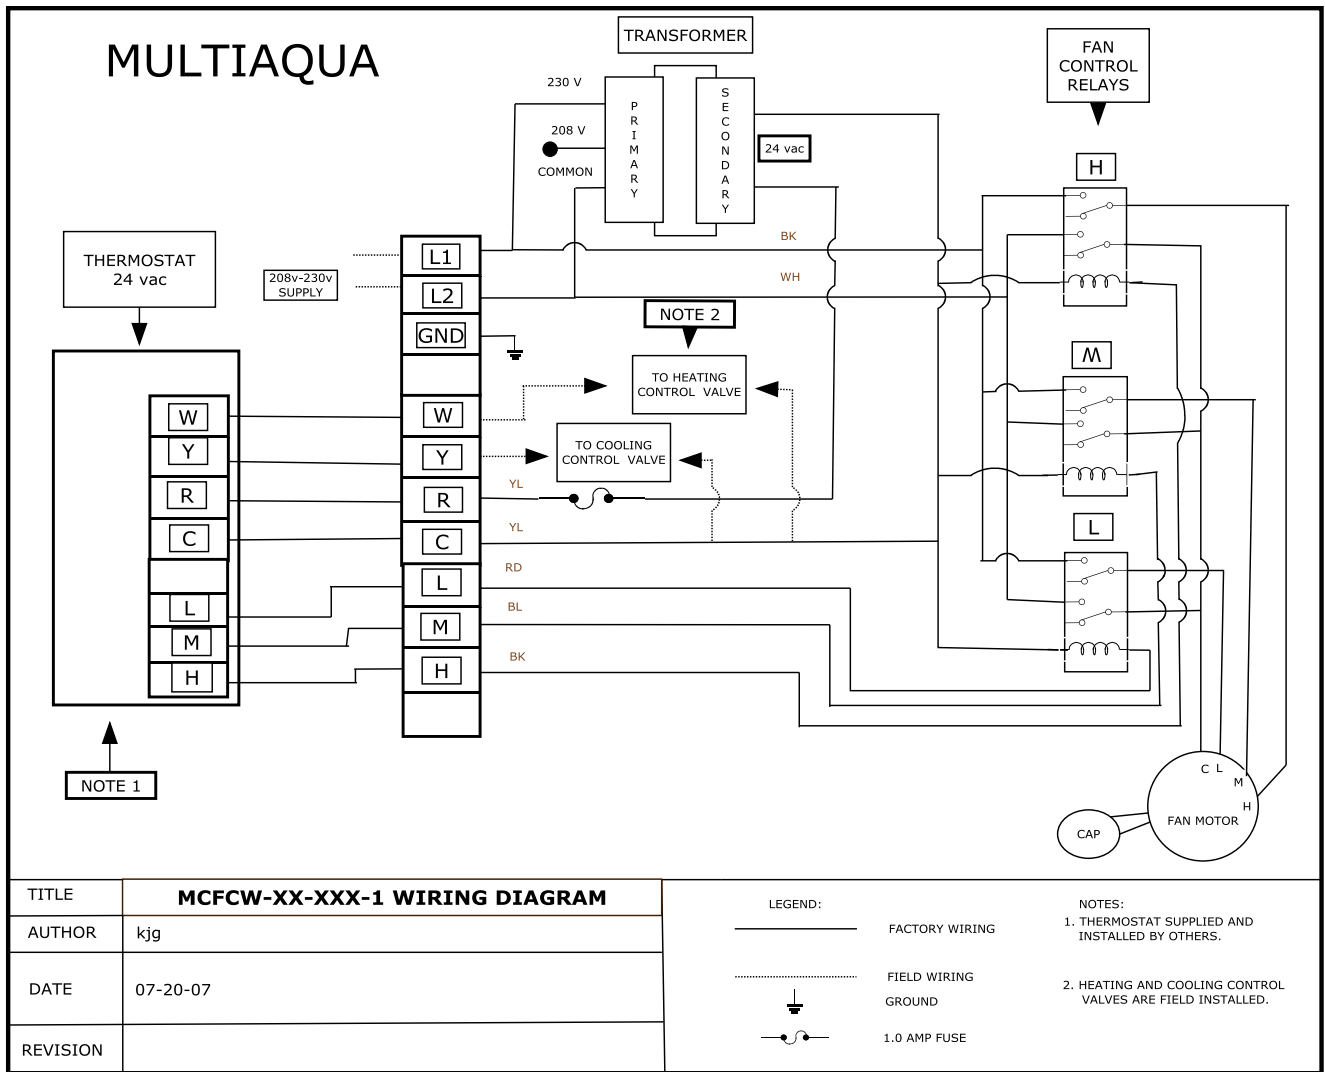 MULTIAQUA
TRANSFORMER
FAN
CONTROL
RELAYS
230 V
208 V
COMMON
PRIMARY
SECONDARY
24 vac
H
BK
WH
THERMOSTAT
24 vac
208v-230v
SUPPLY
L1
L2
GND
NOTE 2
TO HEATING
CONTROL VALVE
M
W
W
TO COOLING
CONTROL VALVE
Y
Y
YL
R
R
L
YL
C
C
RD
L
L
BL
M
M
BK
H
H
NOTE 1
C L
M
H
FAN MOTOR
CAP
TITLE
MCFCW-XX-XXX-1 WIRING DIAGRAM
AUTHOR
kjg
DATE
07-20-07
REVISION
LEGEND:
FACTORY WIRING
FIELD WIRING
GROUND
1.0 AMP FUSE
NOTES:
1. THERMOSTAT SUPPLIED AND
INSTALLED BY OTHERS.
2. HEATING AND COOLING CONTROL
VALVES ARE FIELD INSTALLED.